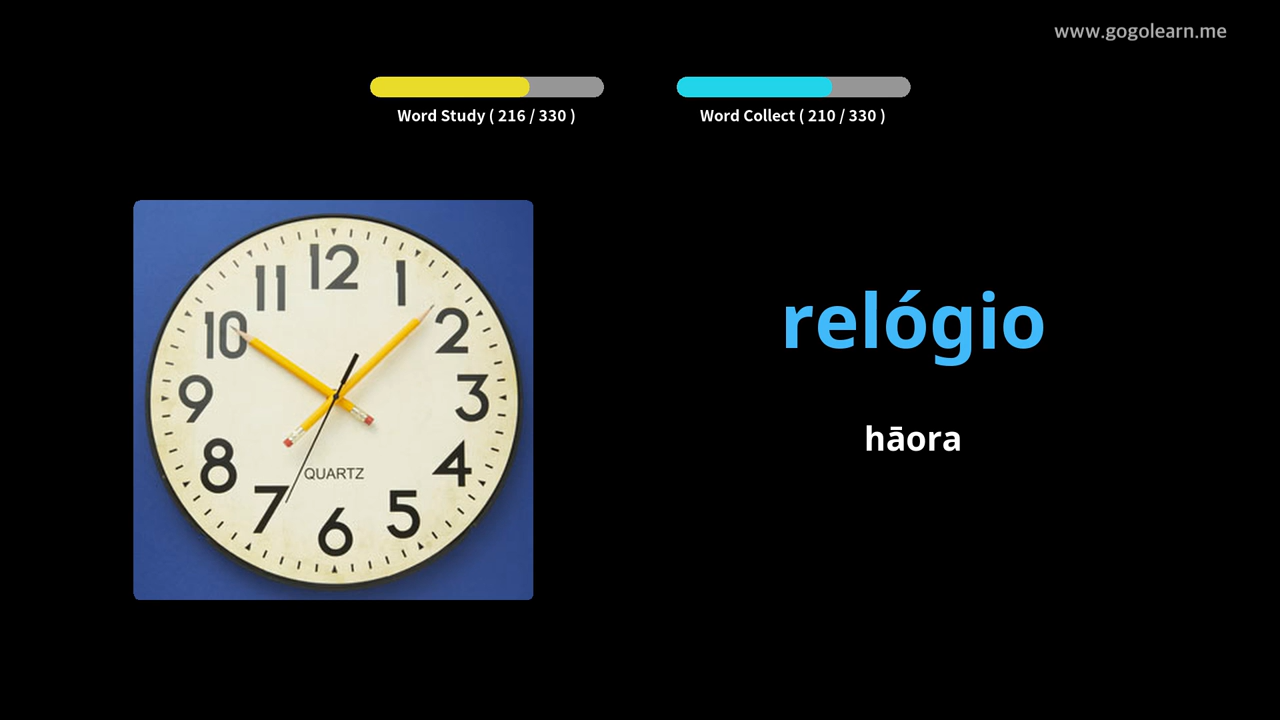 www.gogolearn.me
Word Study ( 216 / 330 )
Word Collect ( 210 / 330 )
12
11
1
10
2
9
3
8
4
QUARTZ
7
5
6
relógio
hāora